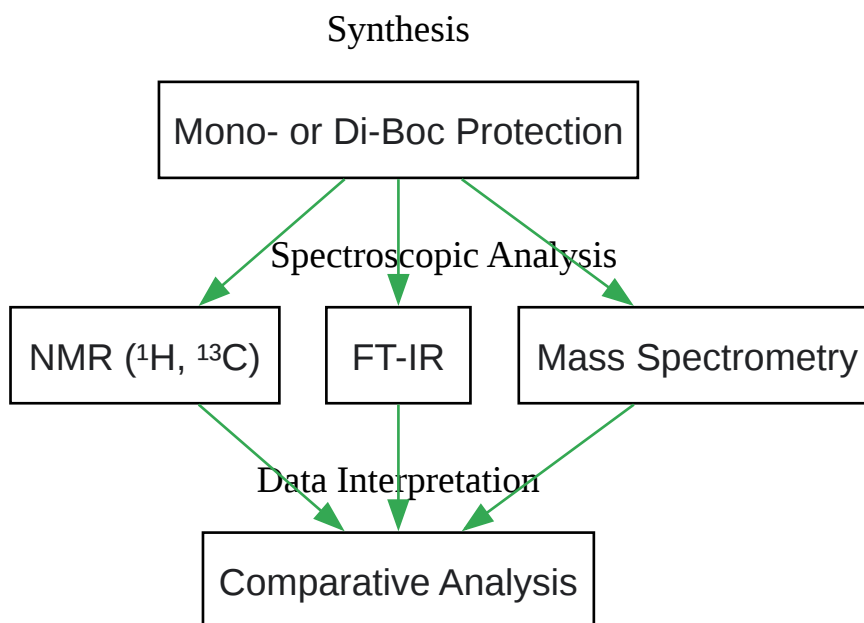 Synthesis
Mono- or Di-Boc Protection
Spectroscopic Analysis
NMR (¹H, ¹³C)
FT-IR
Mass Spectrometry
Data Interpretation
Comparative Analysis